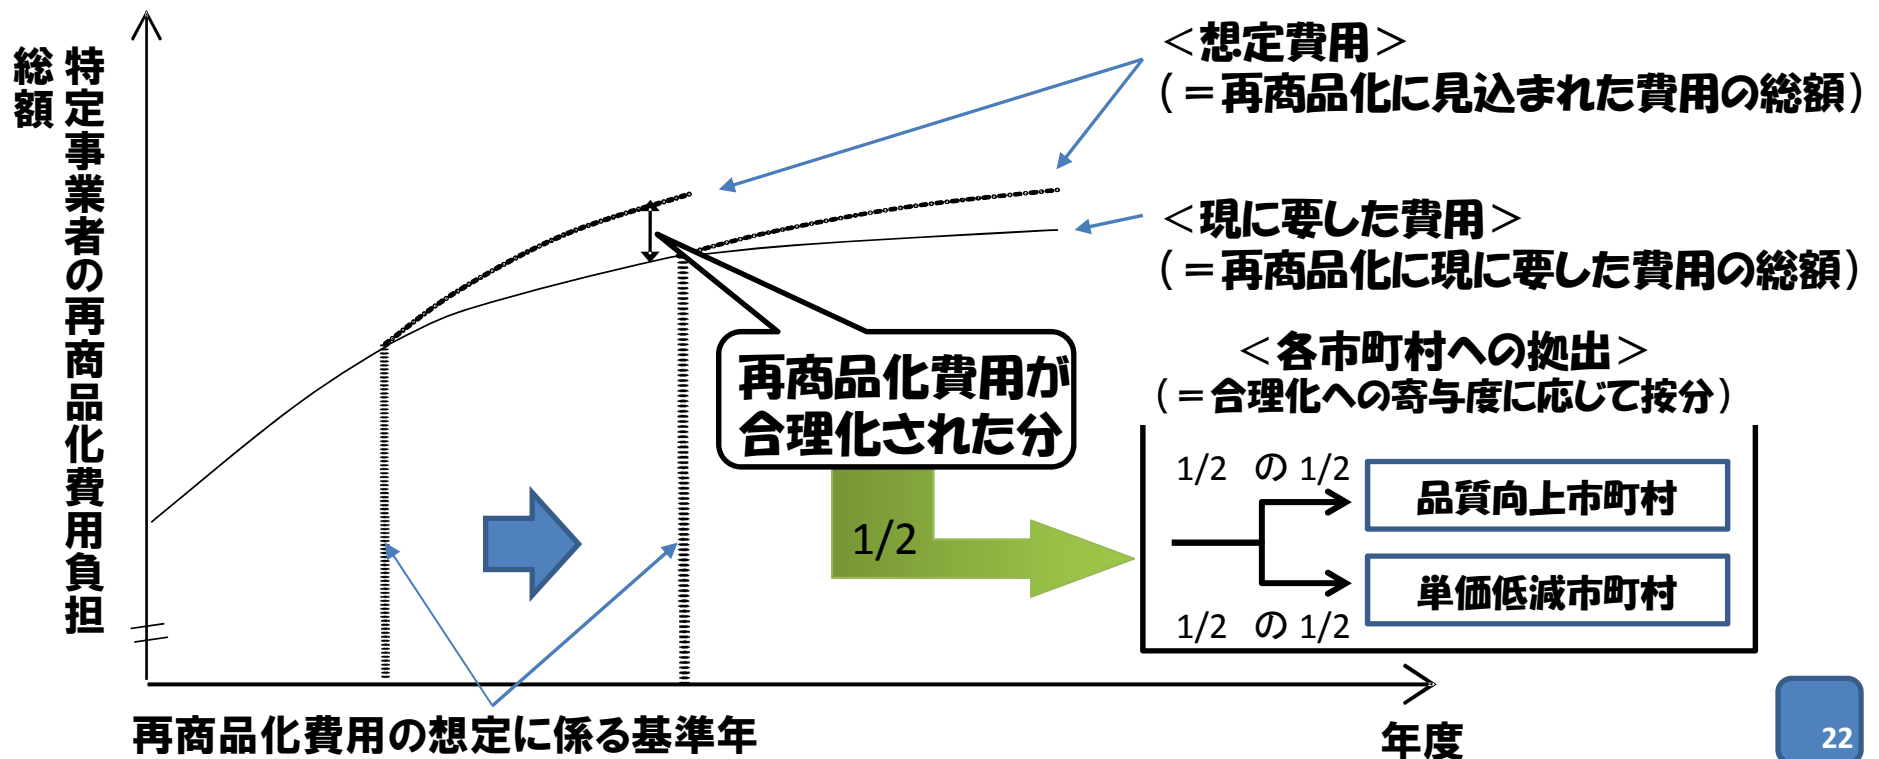 特定事業者の再商品化費用負担
総額
＜想定費用＞
（＝再商品化に見込まれた費用の総額）
＜現に要した費用＞
（＝再商品化に現に要した費用の総額）
再商品化費用が
合理化された分
1/2
＜各市町村への拠出＞
（＝合理化への寄与度に応じて按分）
1/2 の 1/2
品質向上市町村
単価低減市町村
1/2 の 1/2
再商品化費用の想定に係る基準年
年度
22